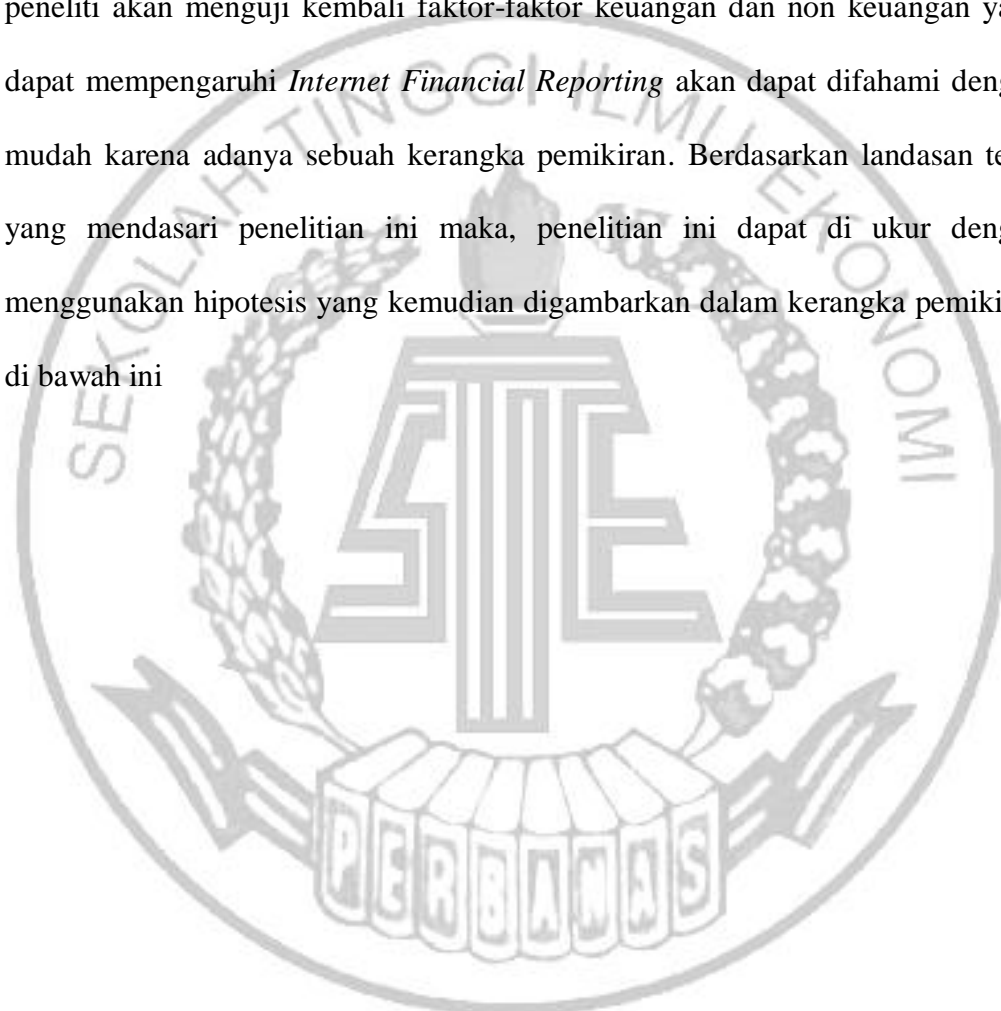 peneliti akan menguji kembali faktor-faktor keuangan dan non keuangan
dapat mempengaruhi Internet Financial Reporting akan dapat difahami
mudah karena adanya sebuah kerangka pemikiran. Berdasarkan landasan
yang mendasari penelitian ini maka, penelitian ini dapat di ukur
menggunakan hipotesis yang kemudian digambarkan dalam kerangka
di bawah ini
SEKOLAH TINGGI ILMU EKONOMI
STIE
PERBANAS